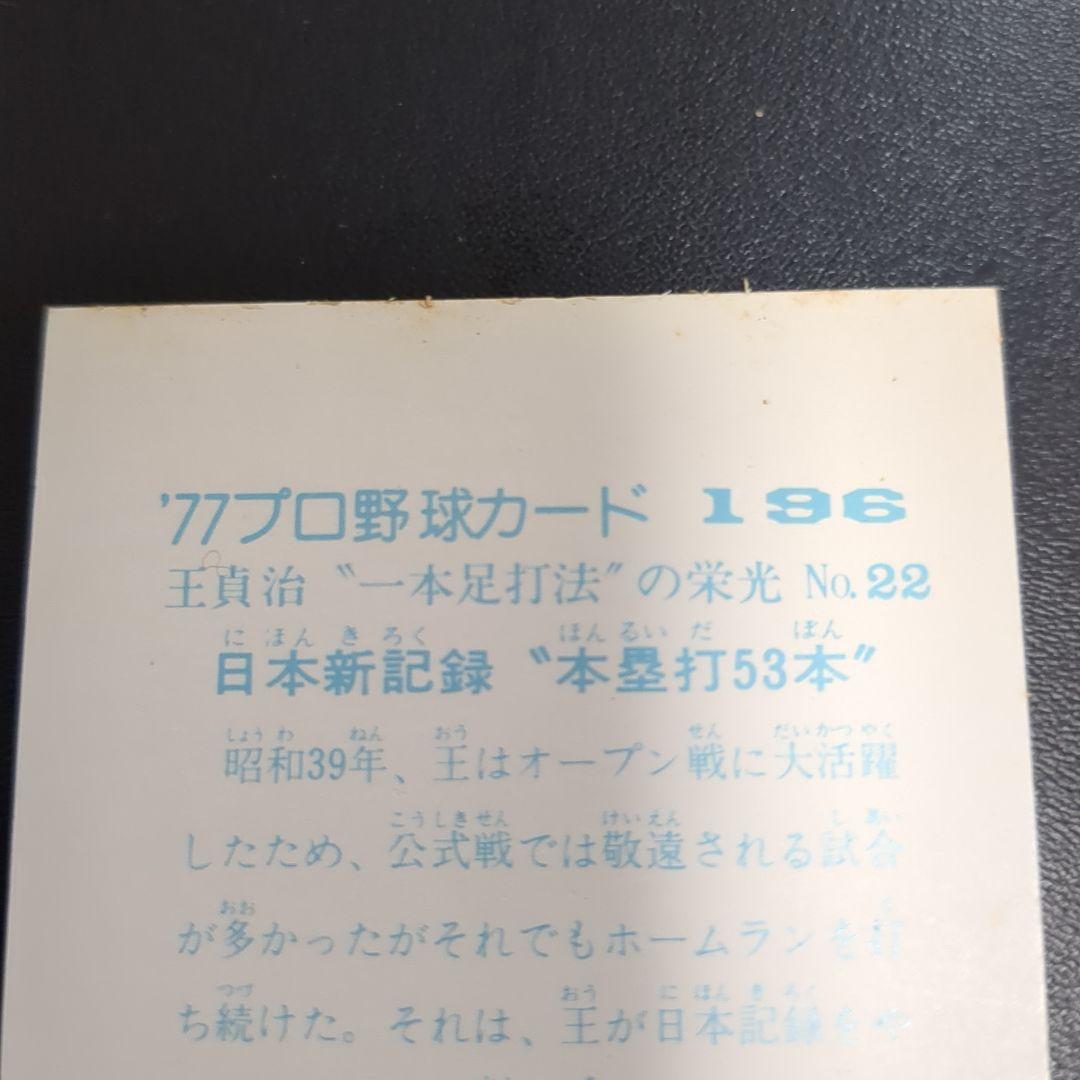 '77プロ野球カード 196
王貞治 〝一本足打法〟の栄光 No.22
にほんきろく ほんるいだ ぽん
日本新記録 〝本塁打53本〟
しょうわ ねん おう せん だいかつやく
昭和39年、王はオープン戦に大活躍
こうしきせん けいえん しあい
したため、公式戦では敬遠される試合
おお う
が多かったがそれでもホームランを打
つづ おう にほんきろく
ち続けた。それは、王が日本記録をや